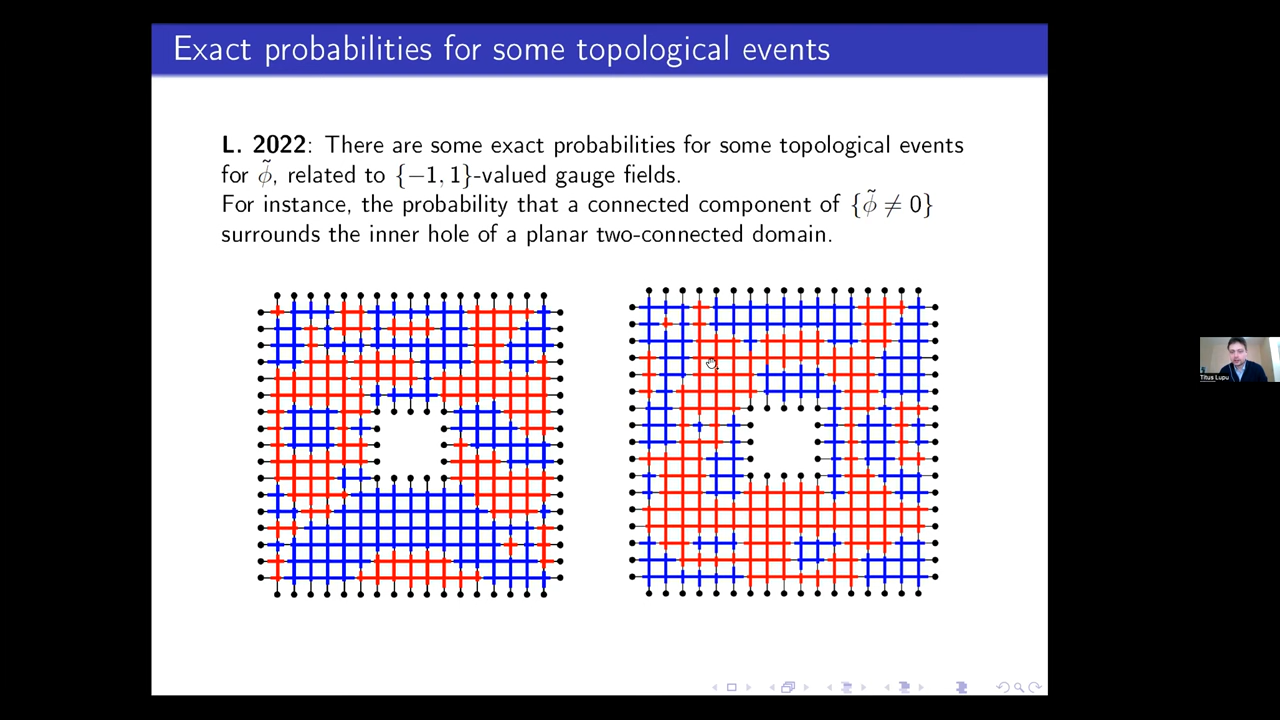 Exact probabilities for some topological events
L. 2022: There are some exact probabilities for some topological events
for ϕ̃, related to {−1, 1}-valued gauge fields.
For instance, the probability that a connected component of {ϕ̃ ≠ 0}
surrounds the inner hole of a planar two-connected domain.
Titus Lupu